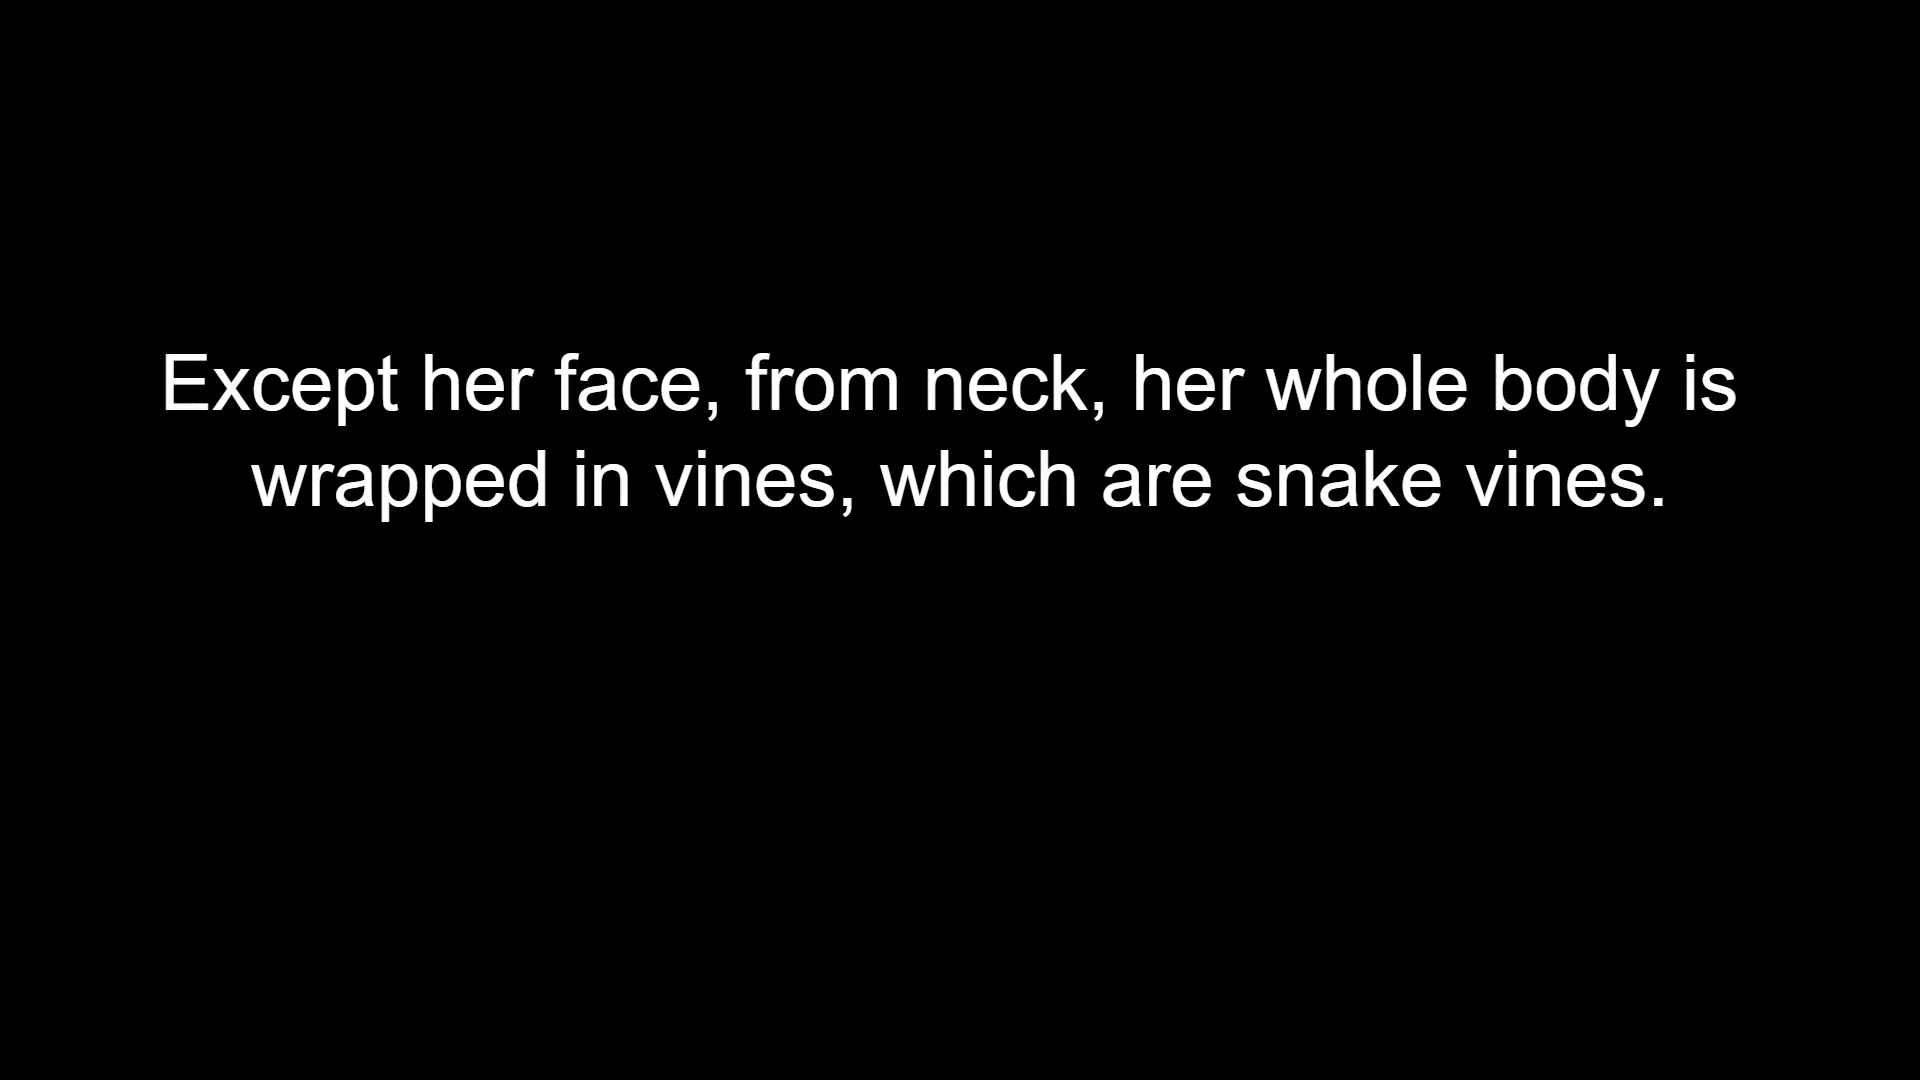 Except her face, from neck, her whole body is
wrapped in vines, which are snake vines.